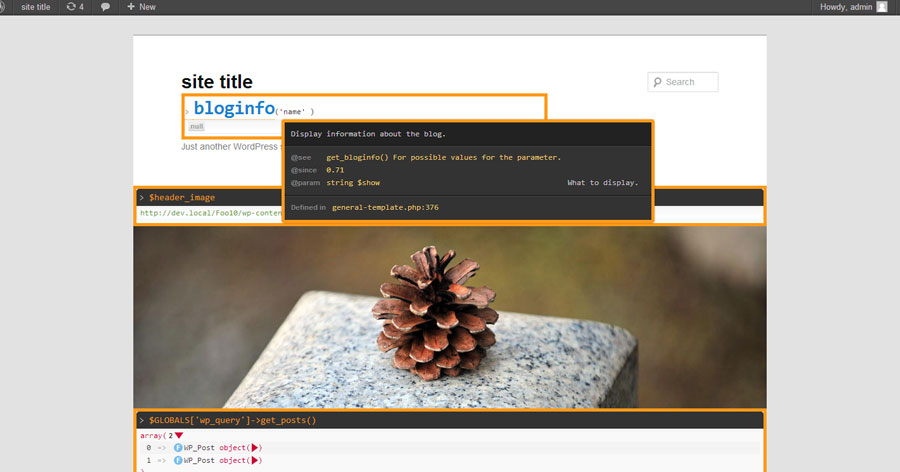 site title
4
New
Howdy, admin
site title
Search
> bloginfo('name' )
null
Just another WordPress
Display information about the blog.
@see get_bloginfo() For possible values for the parameter.
@since 0.71
@param string $show What to display.
Defined in general-template.php:376
> $header_image
http://dev.local/Foo10/wp-conten
> $GLOBALS['wp_query']->get_posts()
array( 2
0 => F WP_Post object( )
1 => F WP_Post object( )